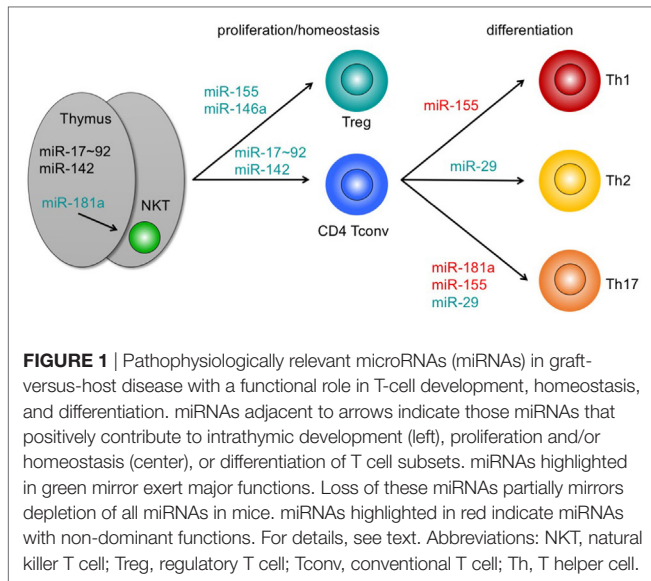 proliferation/homeostasis
differentiation
Thymus
miR-17~92
miR-142
miR-181a
NKT
miR-155
miR-146a
Treg
miR-17~92
miR-142
CD4 Tconv
miR-155
Th1
miR-29
Th2
miR-181a
miR-155
miR-29
Th17
FIGURE 1 | Pathophysiologically relevant microRNAs (miRNAs) in graft-
versus-host disease with a functional role in T-cell development, homeostasis,
and differentiation. miRNAs adjacent to arrows indicate those miRNAs that
positively contribute to intrathymic development (left), proliferation and/or
homeostasis (center), or differentiation of T cell subsets. miRNAs highlighted
in green mirror exert major functions. Loss of these miRNAs partially mirrors
depletion of all miRNAs in mice. miRNAs highlighted in red indicate miRNAs
with non-dominant functions. For details, see text. Abbreviations: NKT, natural
killer T cell; Treg, regulatory T cell; Tconv, conventional T cell; Th, T helper cell.